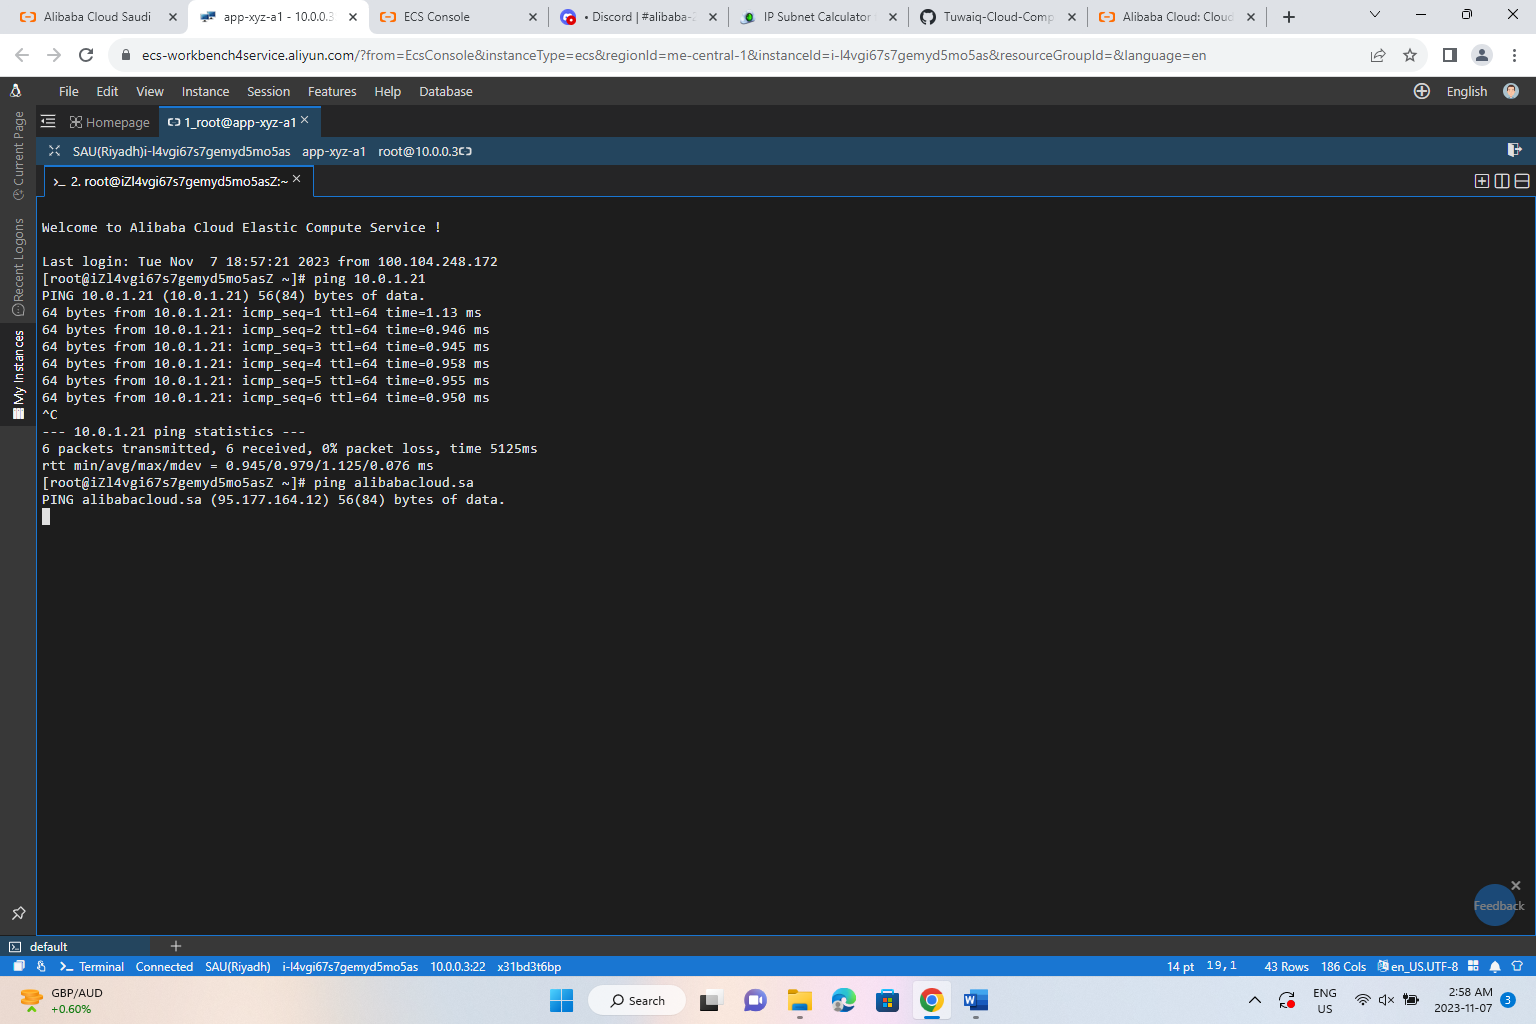 Alibaba Cloud Saudi
app-xyz-a1 - 10.0.0.3
ECS Console
• Discord | #alibaba-
IP Subnet Calculator
Tuwaiq-Cloud-Comp
Alibaba Cloud: Cloud
ecs-workbench4service.aliyun.com/?from=EcsConsole&instanceType=ecs&regionId=me-central-1&instanceId=i-l4vgi67s7gemyd5mo5as&resourceGroupId=&language=en
File Edit View Instance Session Features Help Database
English
Homepage
1_root@app-xyz-a1
SAU(Riyadh)i-l4vgi67s7gemyd5mo5as app-xyz-a1 root@10.0.0.3
>_ 2. root@iZl4vgi67s7gemyd5mo5asZ:~
Current Page
Recent Logons
My Instances
Welcome to Alibaba Cloud Elastic Compute Service !
Last login: Tue Nov  7 18:57:21 2023 from 100.104.248.172
[root@iZl4vgi67s7gemyd5mo5asZ ~]# ping 10.0.1.21
PING 10.0.1.21 (10.0.1.21) 56(84) bytes of data.
64 bytes from 10.0.1.21: icmp_seq=1 ttl=64 time=1.13 ms
64 bytes from 10.0.1.21: icmp_seq=2 ttl=64 time=0.946 ms
64 bytes from 10.0.1.21: icmp_seq=3 ttl=64 time=0.945 ms
64 bytes from 10.0.1.21: icmp_seq=4 ttl=64 time=0.958 ms
64 bytes from 10.0.1.21: icmp_seq=5 ttl=64 time=0.955 ms
64 bytes from 10.0.1.21: icmp_seq=6 ttl=64 time=0.950 ms
^C
--- 10.0.1.21 ping statistics ---
6 packets transmitted, 6 received, 0% packet loss, time 5125ms
rtt min/avg/max/mdev = 0.945/0.979/1.125/0.076 ms
[root@iZl4vgi67s7gemyd5mo5asZ ~]# ping alibabacloud.sa
PING alibabacloud.sa (95.177.164.12) 56(84) bytes of data.
Feedback
default
Terminal Connected SAU(Riyadh) i-l4vgi67s7gemyd5mo5as 10.0.0.3:22 x31bd3t6bp
14 pt 19,1 43 Rows 186 Cols en_US.UTF-8
GBP/AUD
+0.60%
Search
ENG
US
2:58 AM
2023-11-07
3